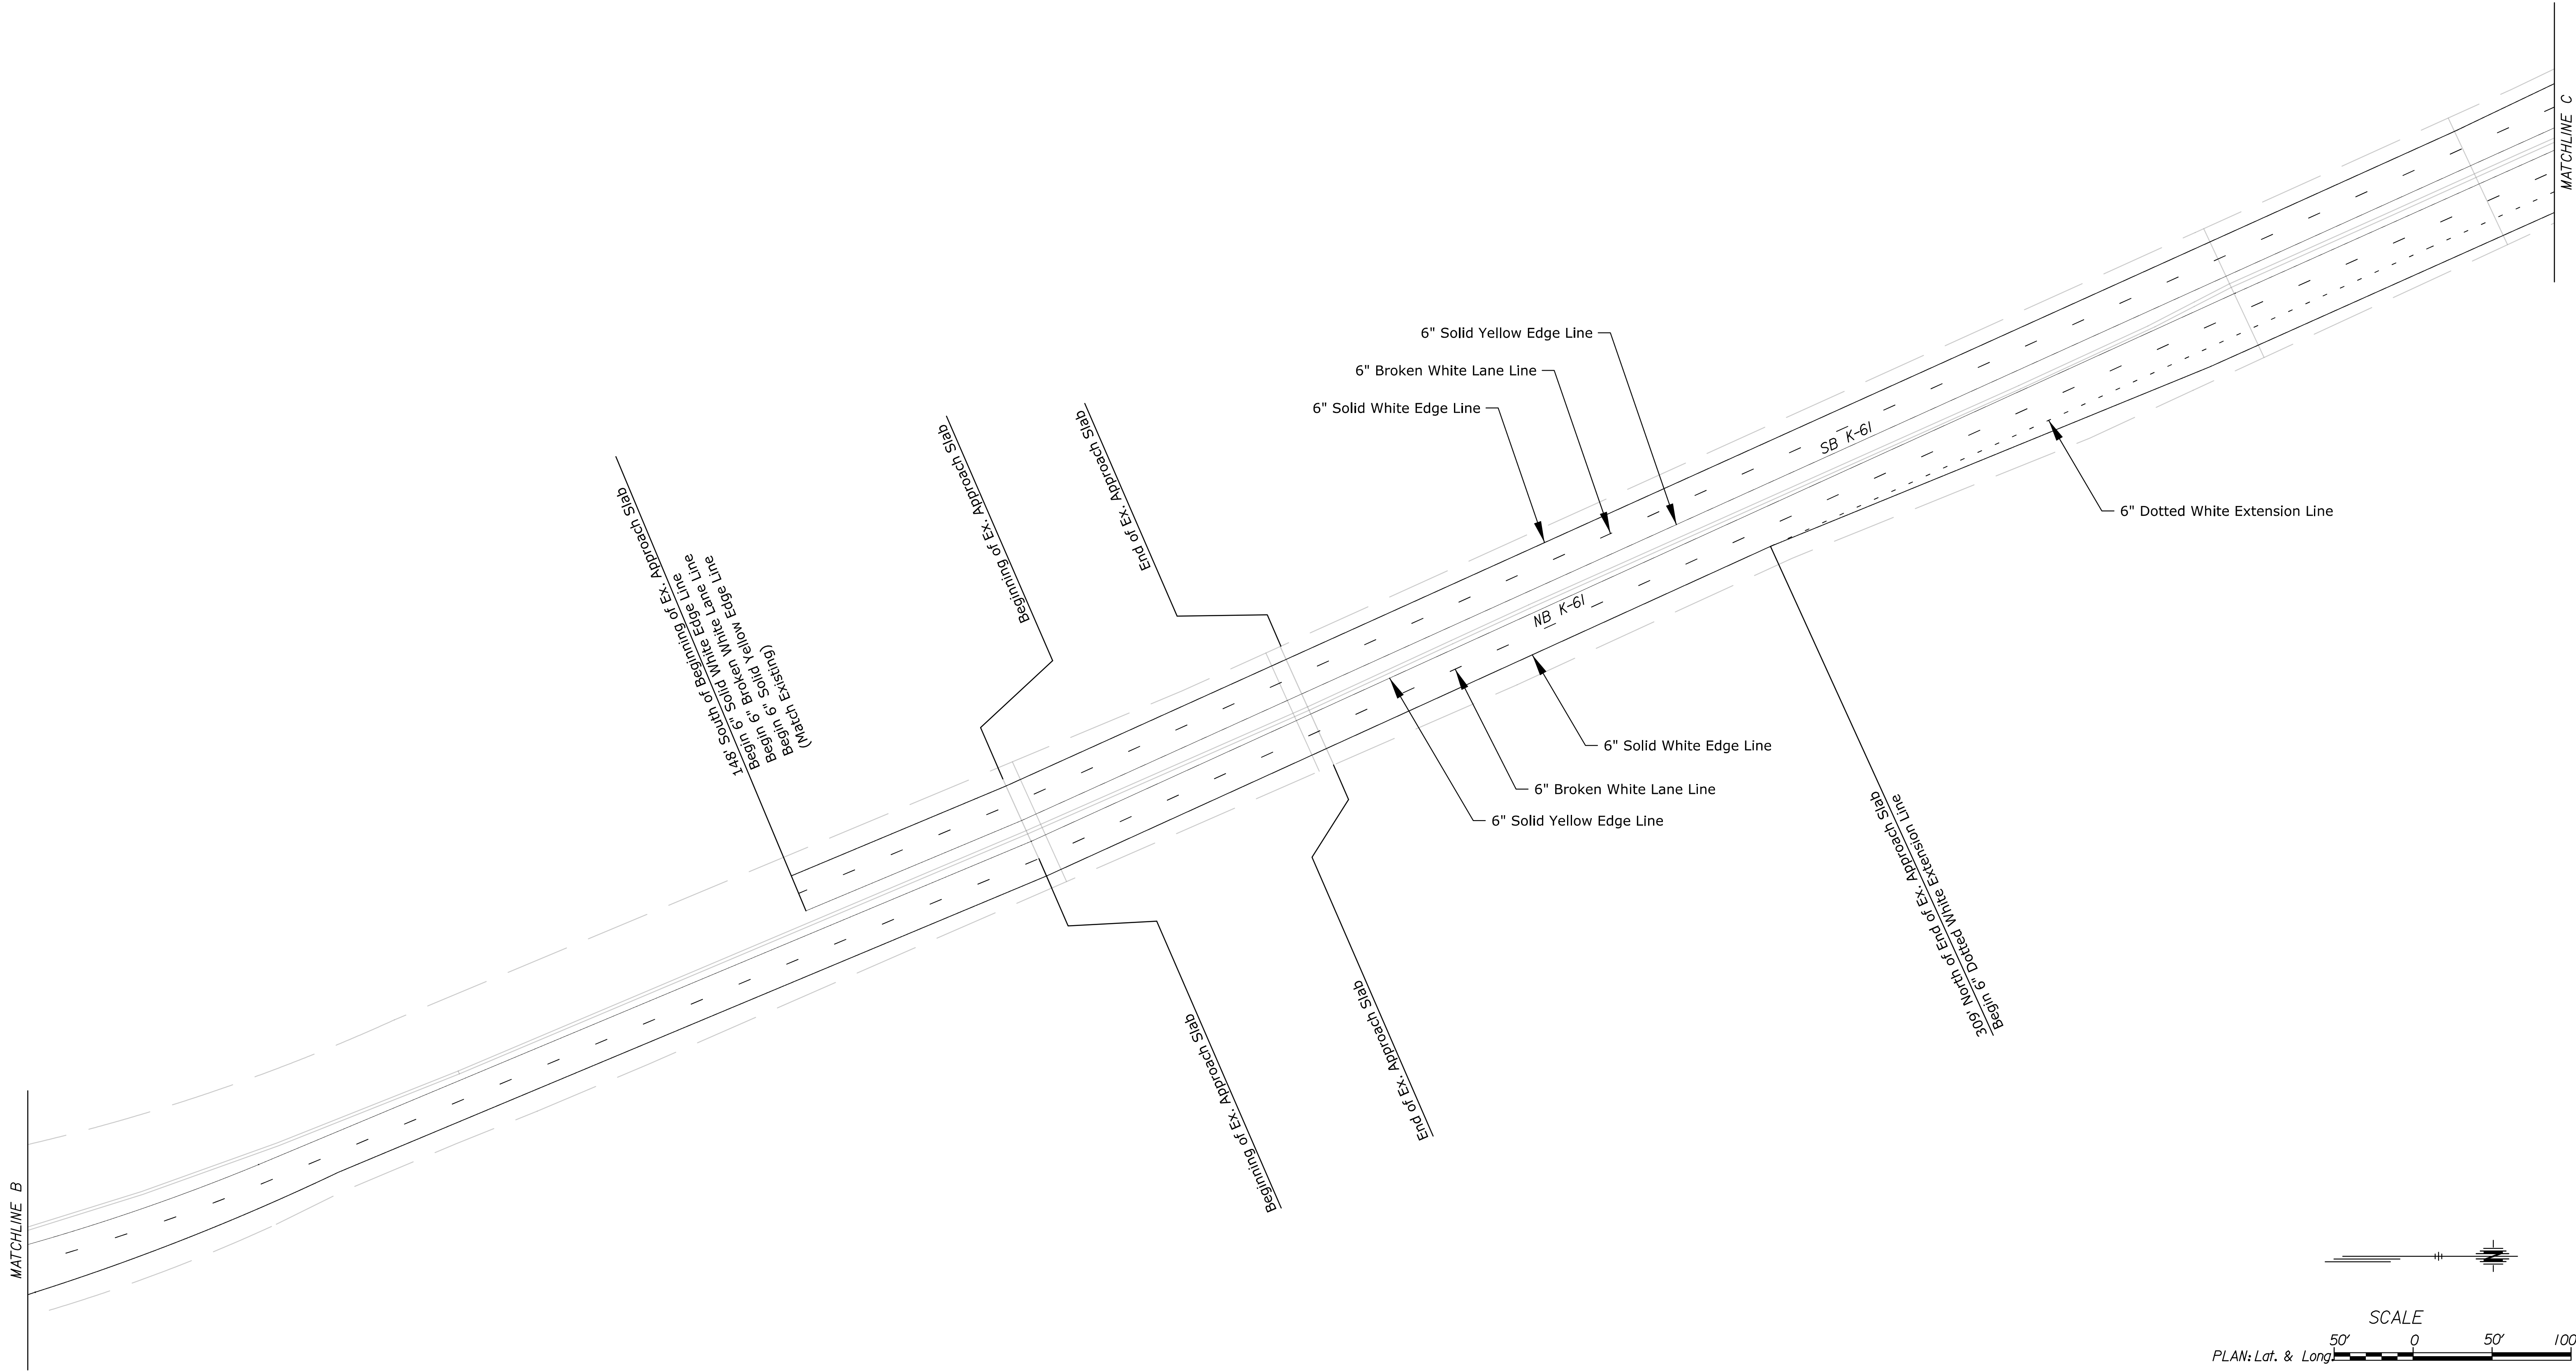 MATCHLINE C
6" Solid Yellow Edge Line
6" Broken White Lane Line
6" Solid White Edge Line
Beginning of Ex. Approach Slab
End of Ex. Approach Slab
SB K-61
148' South of Beginning of Ex. Approach Slab
Begin 6" Solid White Edge Line
Begin 6" Broken White Lane Line
Begin 6" Solid Yellow Edge Line
(Match Existing)
6" Dotted White Extension Line
NB K-61
6" Solid White Edge Line
6" Broken White Lane Line
6" Solid Yellow Edge Line
309' North of End of Ex. Approach Slab
Begin 6" Dotted White Extension Line
End of Ex. Approach Slab
Beginning of Ex. Approach Slab
MATCHLINE B
N
SCALE
50' 0 50' 100
PLAN: Lat. & Long.